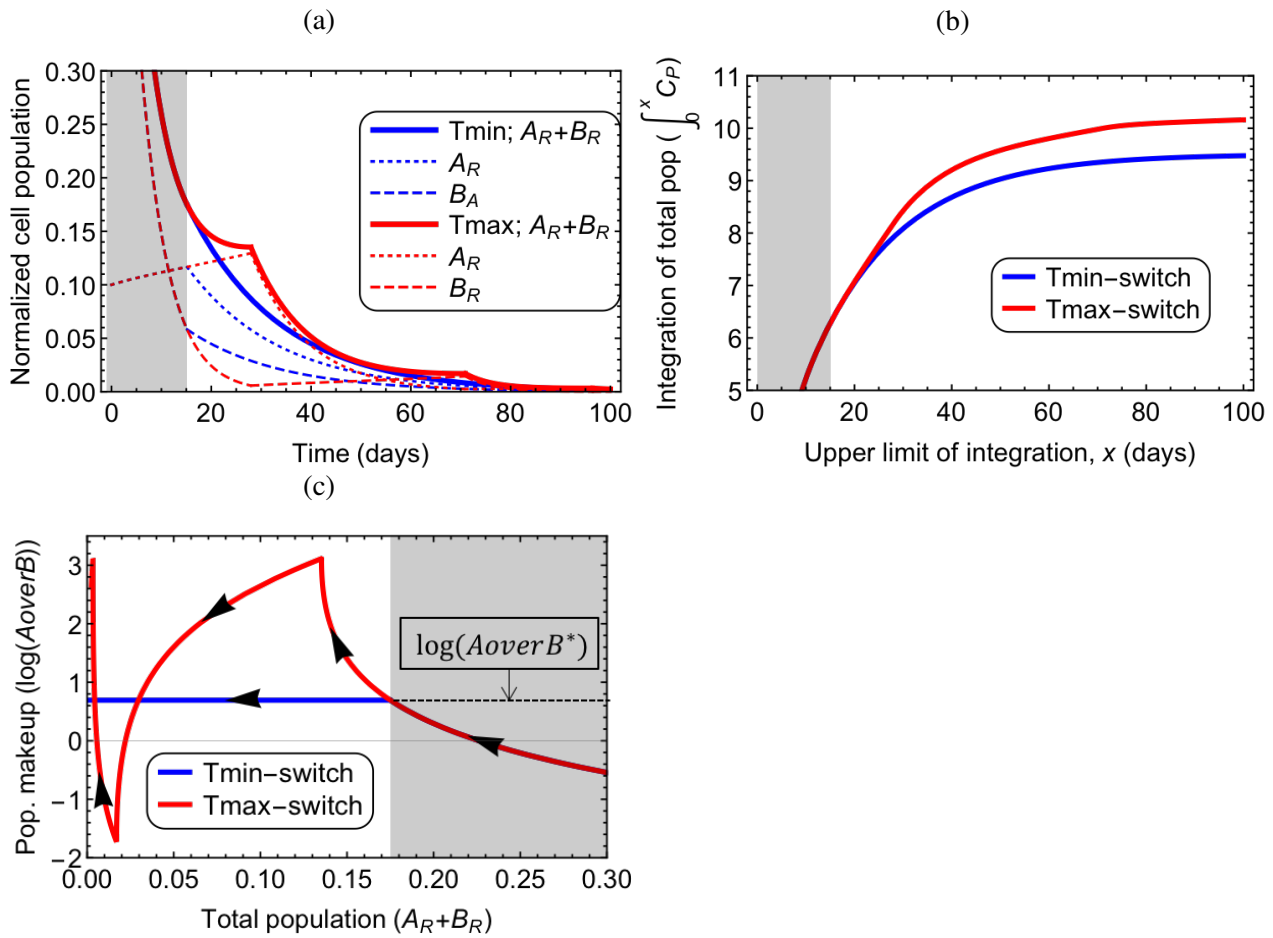 (a)
Normalized cell population
0.30
0.25
0.20
0.15
0.10
0.05
0.00
Tmin; A_R+B_R
A_R
B_A
Tmax; A_R+B_R
A_R
B_R
0 20 40 60 80 100
Time (days)
(b)
Integration of total pop ( ∫_0^x C_P)
11
10
9
8
7
6
5
Tmin−switch
Tmax−switch
0 20 40 60 80 100
Upper limit of integration, x (days)
(c)
Pop. makeup (log(AoverB))
3
2
1
0
−1
−2
log(AoverB*)
Tmin−switch
Tmax−switch
0.00 0.05 0.10 0.15 0.20 0.25 0.30
Total population (A_R+B_R)